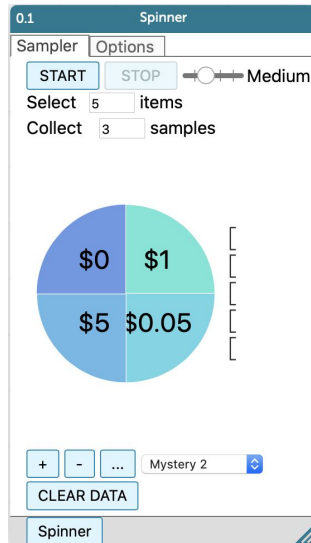 0.1 Spinner
Sampler Options
START STOP Medium
Select 5 items
Collect 3 samples
$0 $1
$5 $0.05
+ - ... Mystery 2
CLEAR DATA
Spinner